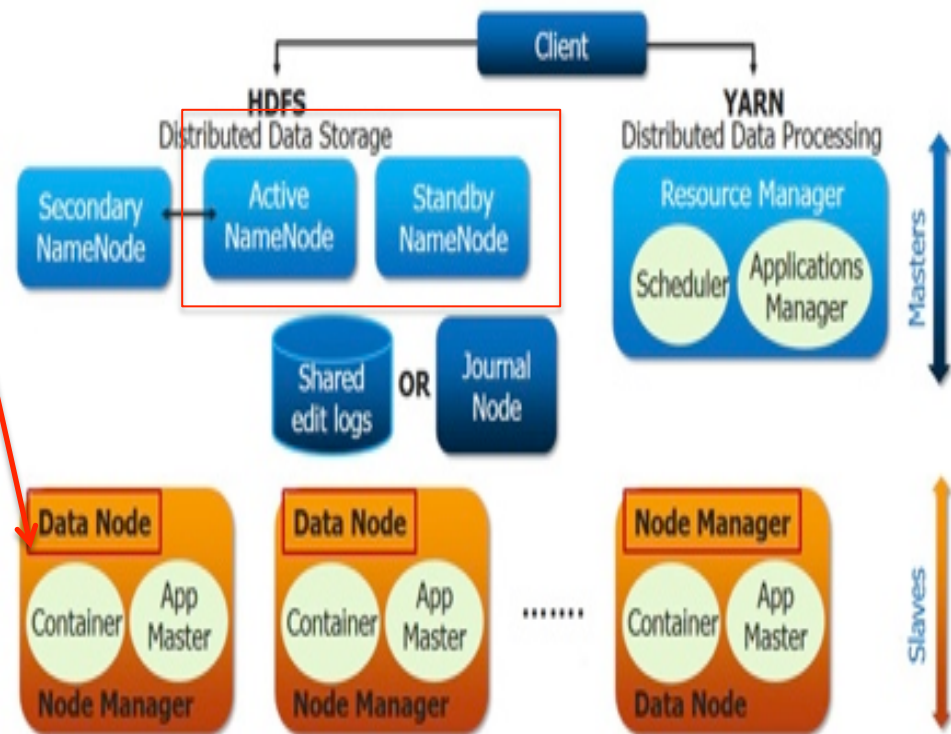 Client
HDFS
Distributed Data Storage
YARN
Distributed Data Processing
Secondary
NameNode
Active
NameNode
Standby
NameNode
Resource Manager
Scheduler
Applications
Manager
Masters
Shared
edit logs
OR
Journal
Node
Data Node
Container
App
Master
Node Manager
Data Node
Container
App
Master
Node Manager
.......
Node Manager
Container
App
Master
Data Node
Slaves